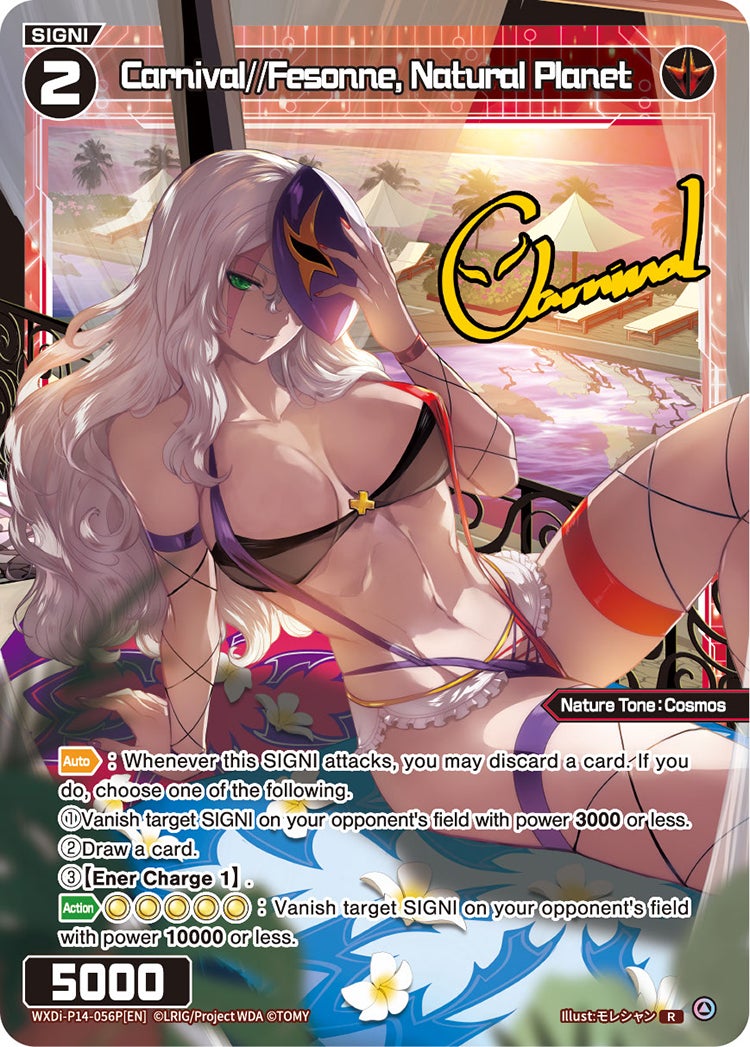 SIGNI
2
Carnival//Fesonne, Natural Planet
Carnival
Nature Tone:Cosmos
Auto : Whenever this SIGNI attacks, you may discard a card. If you
do, choose one of the following.
①Vanish target SIGNI on your opponent's field with power 3000 or less.
②Draw a card.
③【Ener Charge 1】.
Action : Vanish target SIGNI on your opponent's field
with power 10000 or less.
5000
WXDi-P14-056P[EN] ©LRIG/Project WDA ©TOMY
Illust:モレシャン R